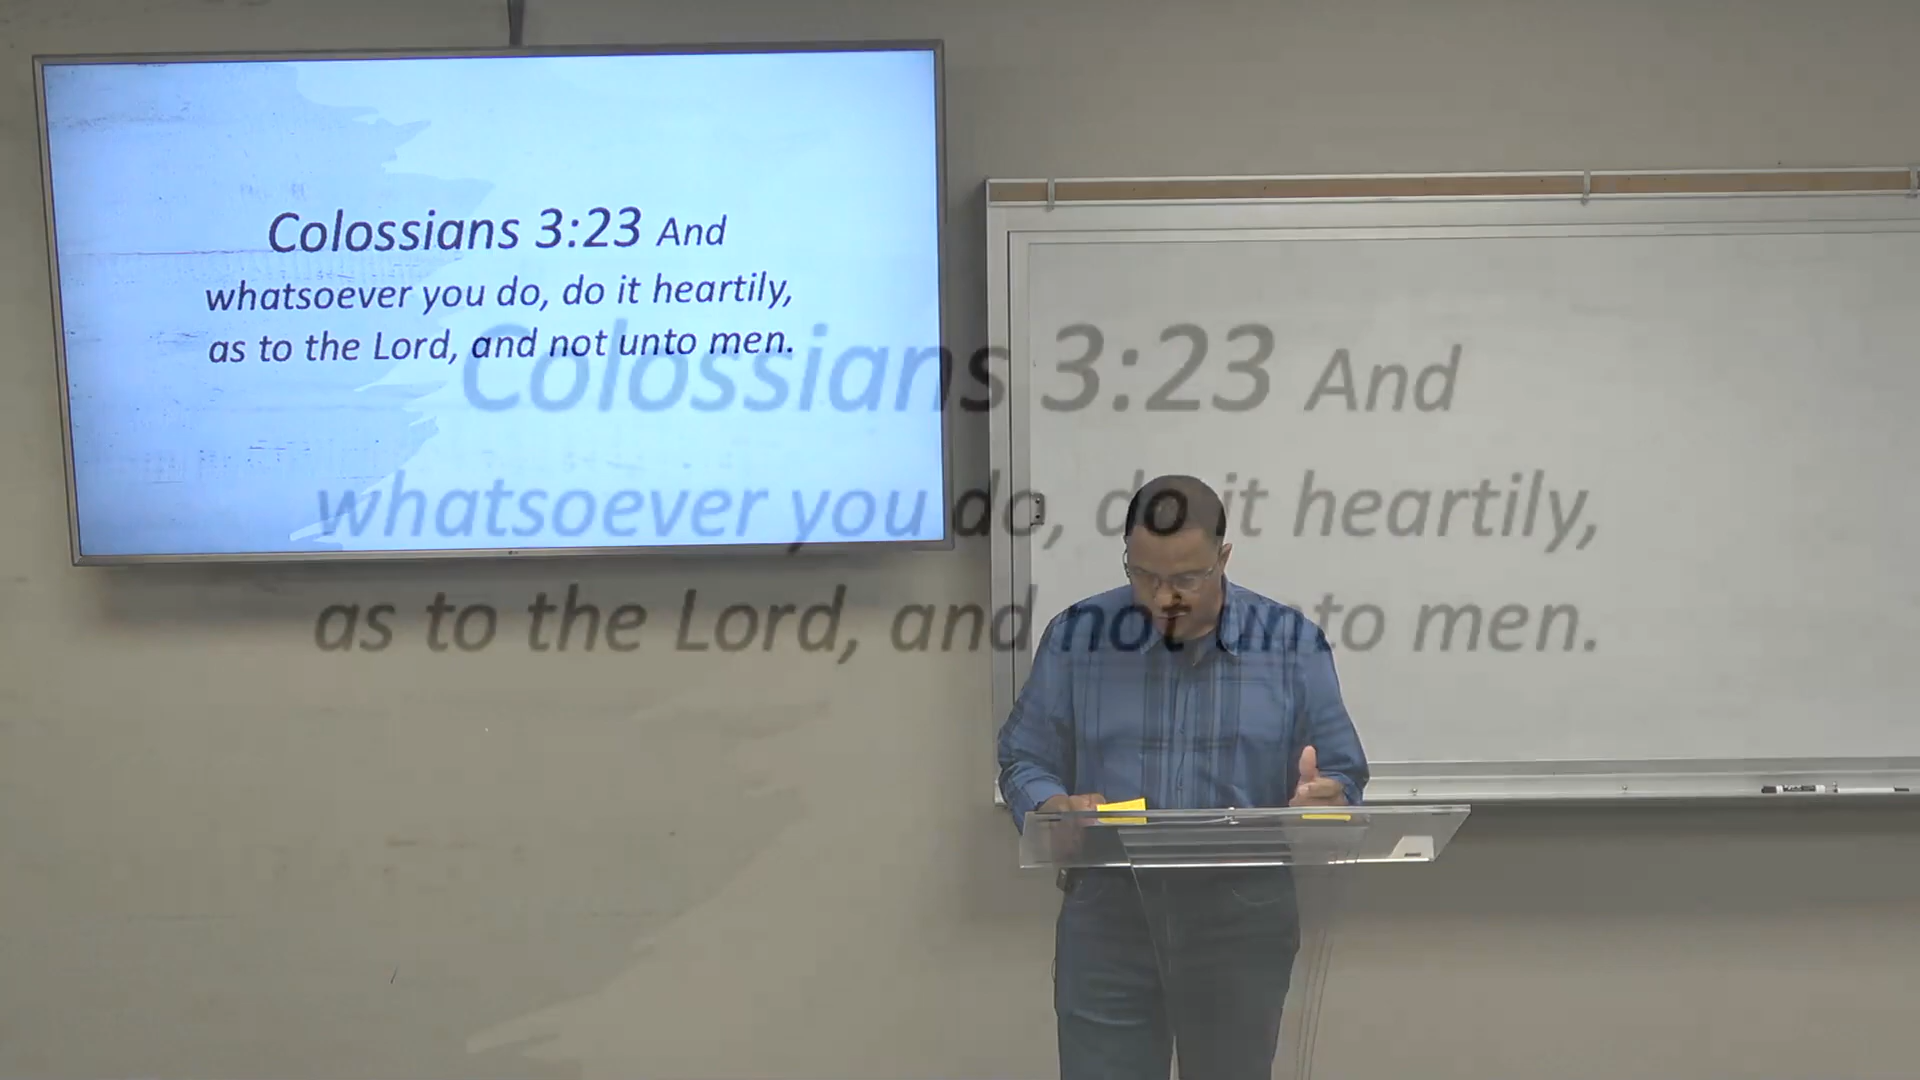 Colossians 3:23 And
whatsoever you do, do it heartily,
as to the Lord, and not unto men.
Colossians 3:23 And
whatsoever you do, do it heartily,
as to the Lord, and not unto men.